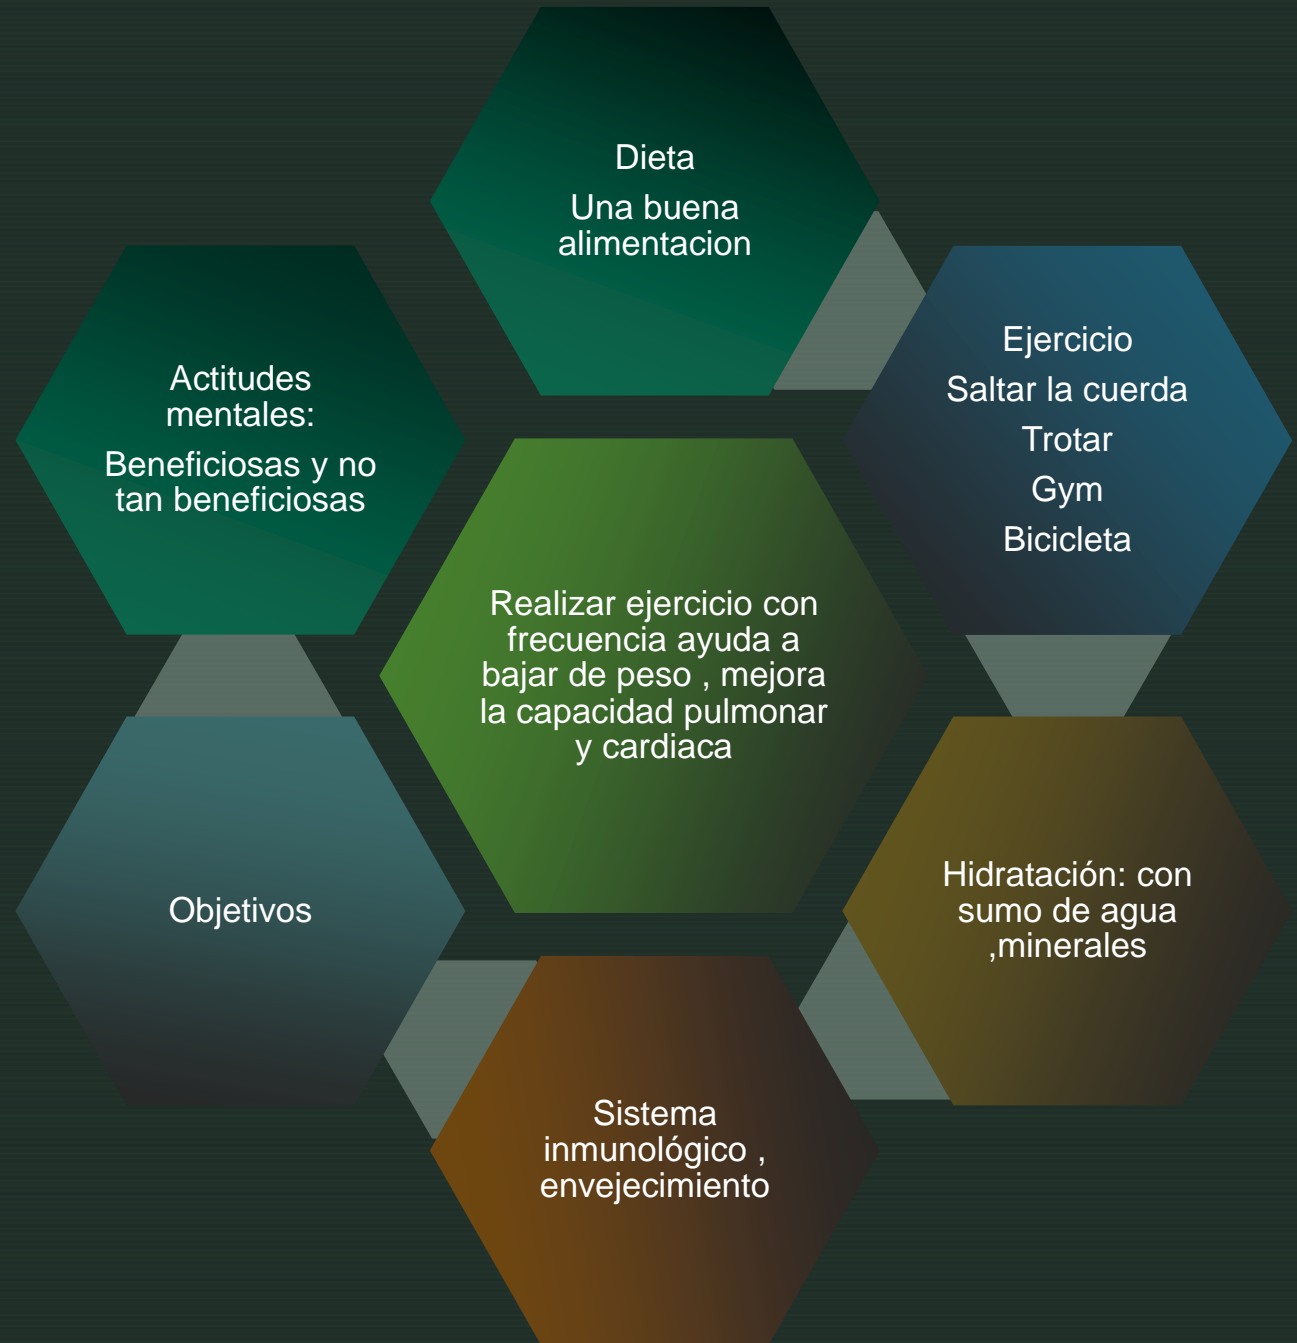 Dieta
Una buena
alimentacion
Ejercicio
Saltar la cuerda
Trotar
Gym
Bicicleta
Actitudes
mentales:
Beneficiosas y no
tan beneficiosas
Realizar ejercicio con
frecuencia ayuda a
bajar de peso , mejora
la capacidad pulmonar
y cardiaca
Hidratación: con
sumo de agua
,minerales
Objetivos
Sistema
inmunológico ,
envejecimiento